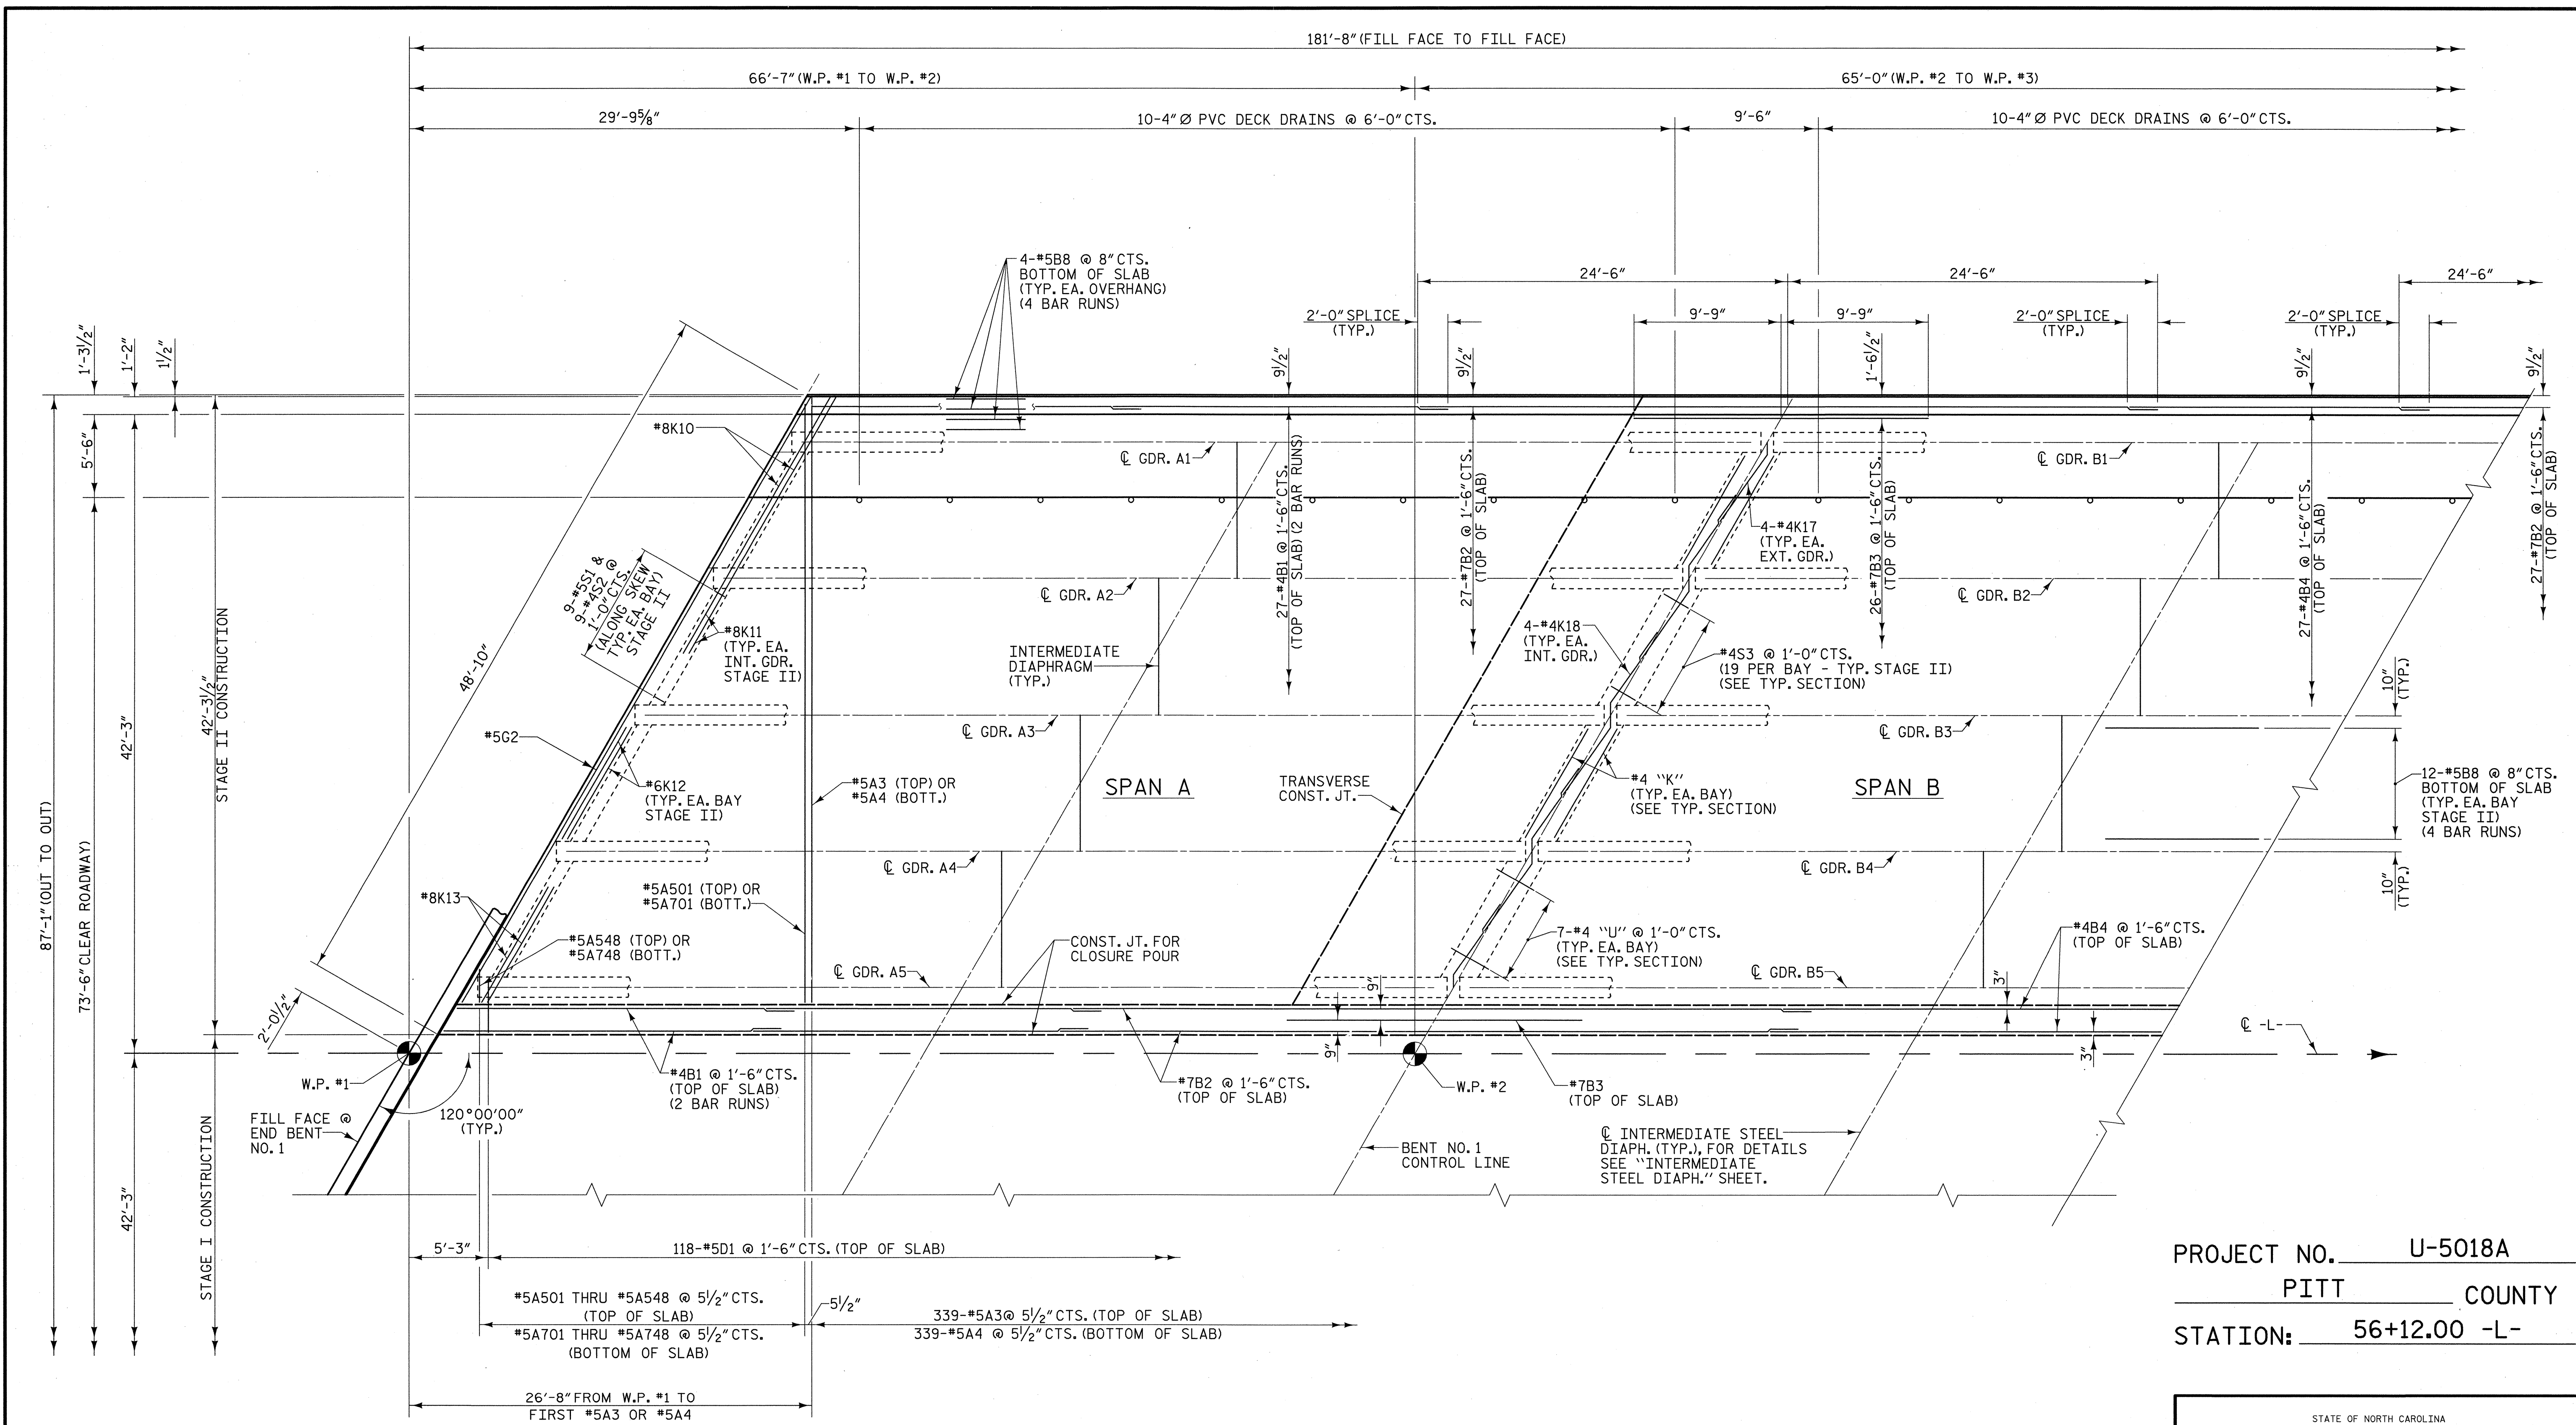 181'-8" (FILL FACE TO FILL FACE)
66'-7" (W.P. #1 TO W.P. #2)
65'-0" (W.P. #2 TO W.P. #3)
29'-9⅝"
10-4" Ø PVC DECK DRAINS @ 6'-0" CTS.
9'-6"
10-4" Ø PVC DECK DRAINS @ 6'-0" CTS.
4-#5B8 @ 8" CTS.
BOTTOM OF SLAB
(TYP. EA. OVERHANG)
(4 BAR RUNS)
24'-6"
24'-6"
24'-6"
2'-0" SPLICE
(TYP.)
9'-9"
9'-9"
2'-0" SPLICE
(TYP.)
2'-0" SPLICE
(TYP.)
1'-3½"
1'-2"
1½"
9½"
9½"
1'-6½"
9½"
9½"
5'-6"
#8K10
℄ GDR. A1
℄ GDR. B1
27-#4B1 @ 1'-6" CTS.
(TOP OF SLAB) (2 BAR RUNS)
27-#7B2 @ 1'-6" CTS.
(TOP OF SLAB)
26-#7B3 @ 1'-6" CTS.
(TOP OF SLAB)
27-#4B4 @ 1'-6" CTS.
(TOP OF SLAB)
27-#7B2 @ 1'-6" CTS.
(TOP OF SLAB)
4-#4K17
(TYP. EA.
EXT. GDR.)
9-#5S1 &
9-#4S2 @
1'-0" CTS.
(ALONG SKEW
TYP. EA. BAY)
STAGE II
℄ GDR. A2
℄ GDR. B2
48'-10"
#8K11
(TYP. EA.
INT. GDR.
STAGE II)
INTERMEDIATE
DIAPHRAGM
(TYP.)
4-#4K18
(TYP. EA.
INT. GDR.)
#4S3 @ 1'-0" CTS.
(19 PER BAY - TYP. STAGE II)
(SEE TYP. SECTION)
10"
(TYP.)
42'-3"
42'-3½"
STAGE II CONSTRUCTION
#5G2
℄ GDR. A3
℄ GDR. B3
#6K12
(TYP. EA. BAY
STAGE II)
#5A3 (TOP) OR
#5A4 (BOTT.)
SPAN A
TRANSVERSE
CONST. JT.
#4 "K"
(TYP. EA. BAY)
(SEE TYP. SECTION)
SPAN B
12-#5B8 @ 8" CTS.
BOTTOM OF SLAB
(TYP. EA. BAY
STAGE II)
(4 BAR RUNS)
87'-1" (OUT TO OUT)
73'-6" CLEAR ROADWAY)
℄ GDR. A4
℄ GDR. B4
10"
(TYP.)
#8K13
#5A501 (TOP) OR
#5A701 (BOTT.)
#5A548 (TOP) OR
#5A748 (BOTT.)
CONST. JT. FOR
CLOSURE POUR
7-#4 "U" @ 1'-0" CTS.
(TYP. EA. BAY)
(SEE TYP. SECTION)
#4B4 @ 1'-6" CTS.
(TOP OF SLAB)
℄ GDR. A5
℄ GDR. B5
2'-0½"
9"
9"
3"
3"
℄ -L-
W.P. #1
#4B1 @ 1'-6" CTS.
(TOP OF SLAB)
(2 BAR RUNS)
#7B2 @ 1'-6" CTS.
(TOP OF SLAB)
W.P. #2
#7B3
(TOP OF SLAB)
120°00'00"
(TYP.)
FILL FACE @
END BENT
NO. 1
BENT NO. 1
CONTROL LINE
℄ INTERMEDIATE STEEL
DIAPH. (TYP.), FOR DETAILS
SEE "INTERMEDIATE
STEEL DIAPH." SHEET.
42'-3"
STAGE I CONSTRUCTION
5'-3"
118-#5D1 @ 1'-6" CTS. (TOP OF SLAB)
#5A501 THRU #5A548 @ 5½" CTS.
(TOP OF SLAB)
#5A701 THRU #5A748 @ 5½" CTS.
(BOTTOM OF SLAB)
5½"
339-#5A3@ 5½" CTS. (TOP OF SLAB)
339-#5A4 @ 5½" CTS. (BOTTOM OF SLAB)
26'-8" FROM W.P. #1 TO
FIRST #5A3 OR #5A4
PROJECT NO. U-5018A
PITT COUNTY
STATION: 56+12.00 -L-
STATE OF NORTH CAROLINA